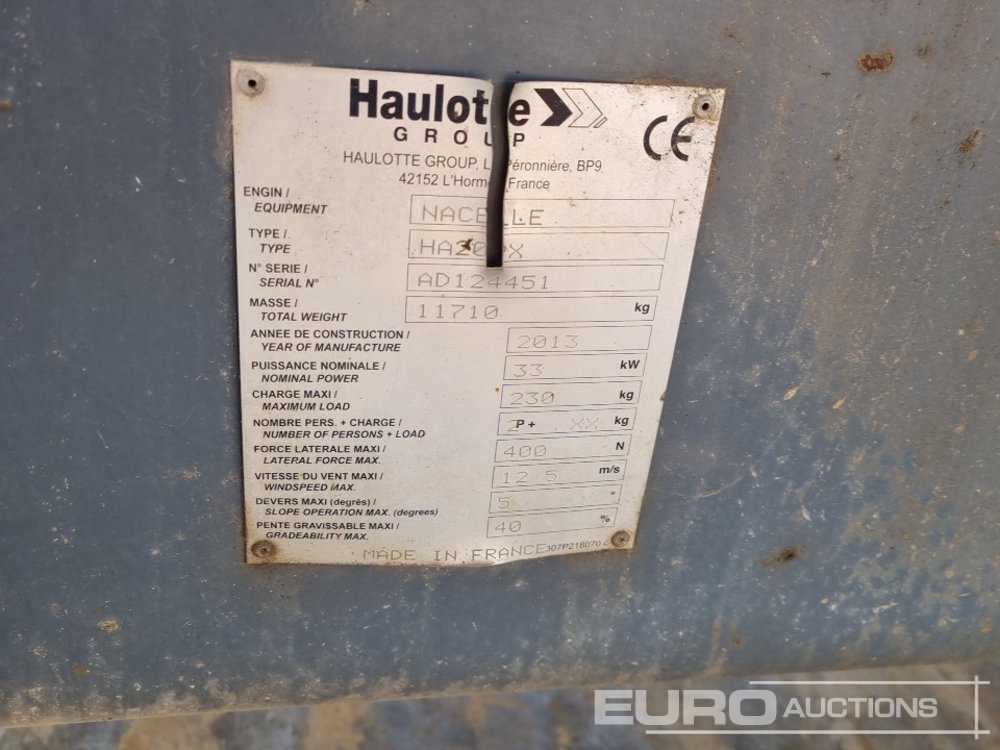 Haulotte
GROUP
HAULOTTE GROUP, La Péronnière, BP9
42152 L'Horme, France
CE
ENGIN / EQUIPMENT NACELLE
TYPE / TYPE
N° SERIE / SERIAL N° AD124451
MASSE / TOTAL WEIGHT 11710 kg
ANNEE DE CONSTRUCTION / YEAR OF MANUFACTURE 2013
PUISSANCE NOMINALE / NOMINAL POWER 33 kW
CHARGE MAXI / MAXIMUM LOAD 230 kg
NOMBRE PERS. + CHARGE / NUMBER OF PERSONS + LOAD 2 P + XX kg
FORCE LATERALE MAXI / LATERAL FORCE MAX. 400 N
VITESSE DU VENT MAXI / WINDSPEED MAX. 12 5 m/s
DEVERS MAXI (degrés) / SLOPE OPERATION MAX. (degrees) 5 °
PENTE GRAVISSABLE MAXI / GRADEABILITY MAX. 40 %
MADE IN FRANCE
EURO AUCTIONS